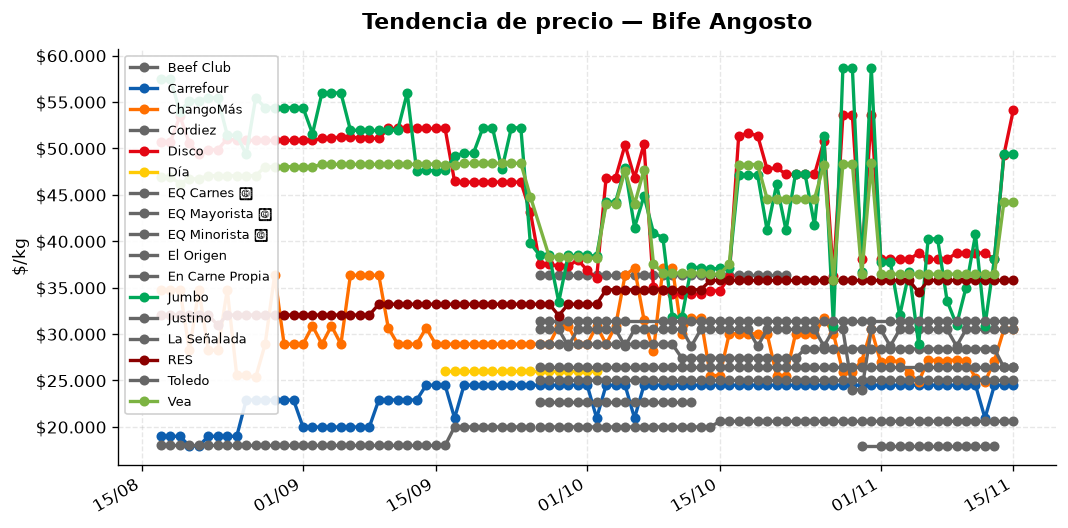 Tendencia de precio — Bife Angosto
$/kg
$60.000
$55.000
$50.000
$45.000
$40.000
$35.000
$30.000
$25.000
$20.000
Beef Club
Carrefour
ChangoMás
Cordiez
Disco
Día
EQ Carnes
EQ Mayorista
EQ Minorista
El Origen
En Carne Propia
Jumbo
Justino
La Señalada
RES
Toledo
Vea
15/08
01/09
15/09
01/10
15/10
01/11
15/11